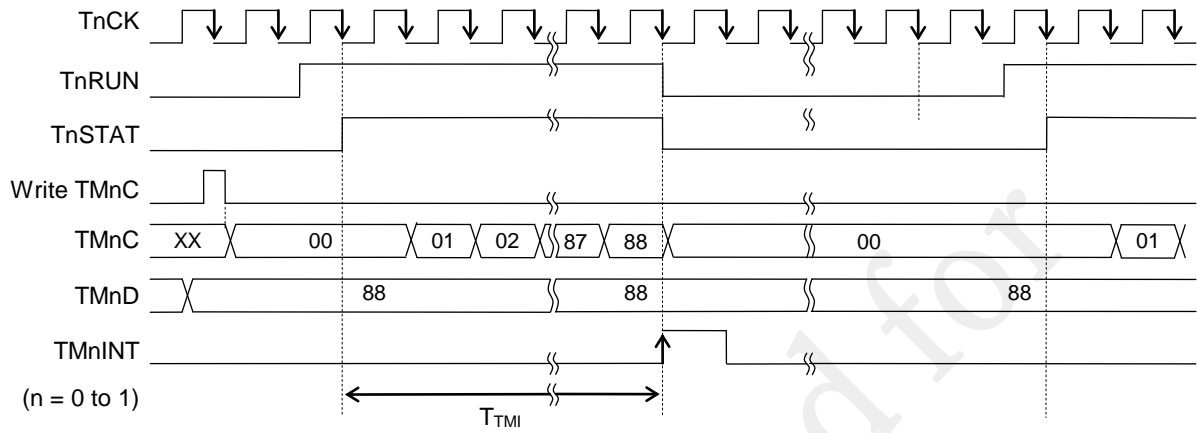 TnCK
TnRUN
TnSTAT
Write TMnC
TMnC XX 00 01 02 87 88 00 01
TMnD 88 88 88
TMnINT
(n = 0 to 1)
TTMI
d for